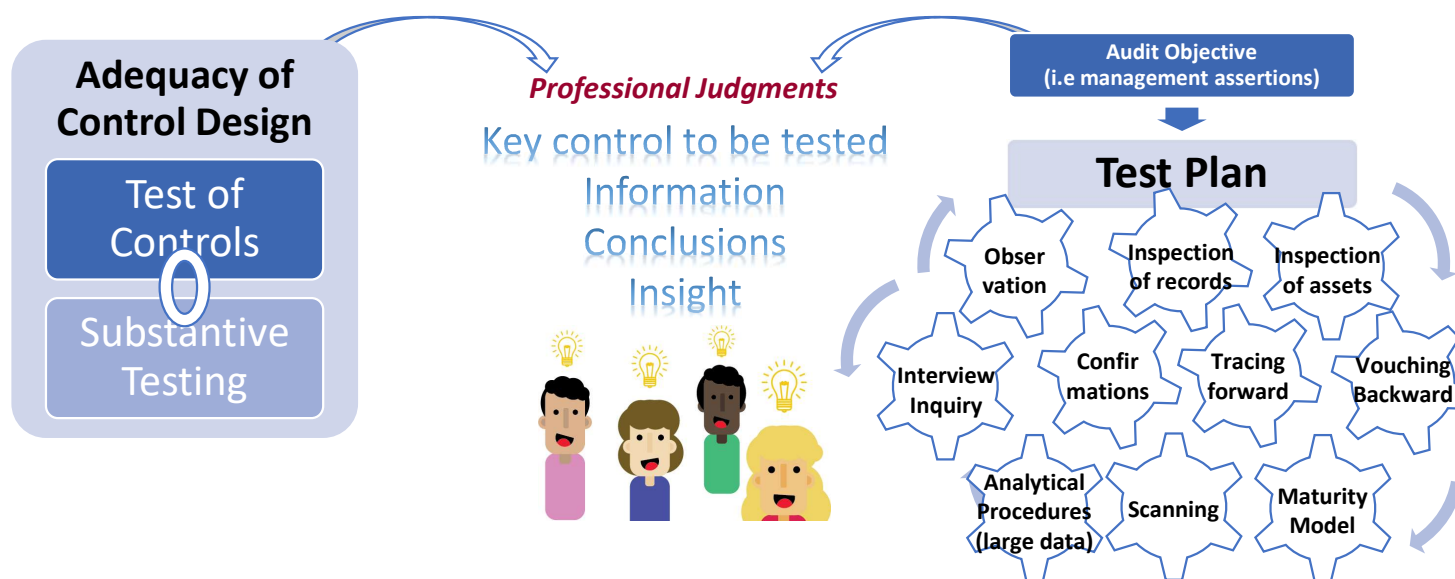 Adequacy of
Control Design
Test of
Controls
Substantive
Testing
Professional Judgments
Key control to be tested
Information
Conclusions
Insight
Audit Objective
(i.e management assertions)
Test Plan
Obser
vation
Inspection
of records
Inspection
of assets
Interview
Inquiry
Confir
mations
Tracing
forward
Vouching
Backward
Analytical
Procedures
(large data)
Scanning
Maturity
Model